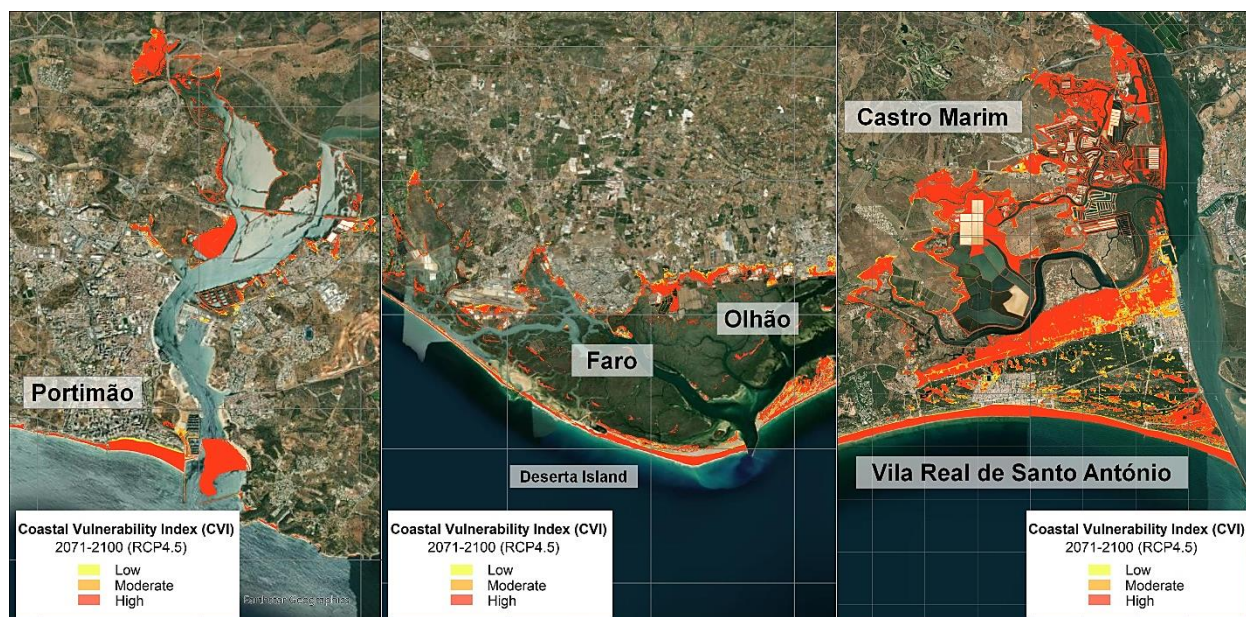 Portimão
Coastal Vulnerability Index (CVI)
2071-2100 (RCP4.5)
Low
Moderate
High
Earthstar Geographics
Olhão
Faro
Deserta Island
Coastal Vulnerability Index (CVI)
2071-2100 (RCP4.5)
Low
Moderate
High
Castro Marim
Vila Real de Santo António
Coastal Vulnerability Index (CVI)
2071-2100 (RCP4.5)
Low
Moderate
High